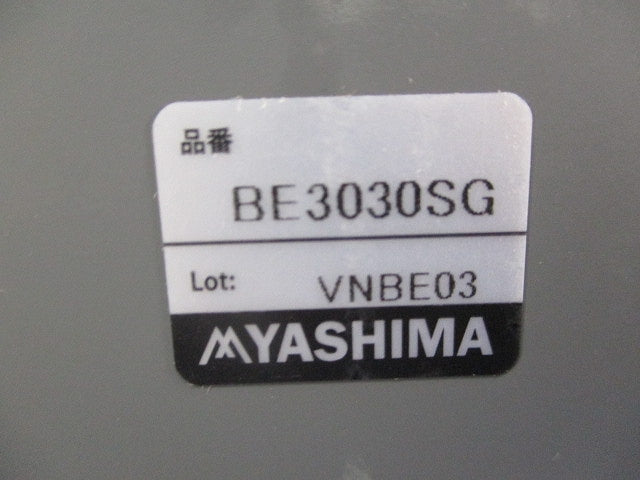 品番
BE3030SG
Lot: VNBE03
YASHIMA